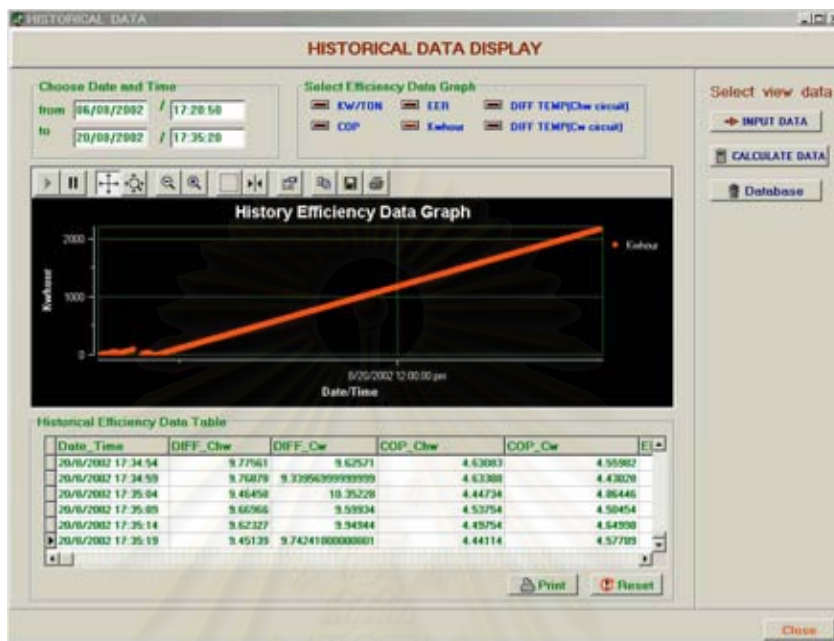 HISTORICAL DATA
HISTORICAL DATA DISPLAY
Choose Date and Time
from 06/08/2002 / 17:20:50
to 20/08/2002 / 17:35:20
Select Efficiency Data Graph
KW/TON EER DIFF TEMP(Chw circuit)
COP Kwhour DIFF TEMP(Cw circuit)
Select view data
INPUT DATA
CALCULATE DATA
Database
History Efficiency Data Graph
2000
Kwhour
Kwhour
1000
0
8/20/2002 12:00:00 pm
Date/Time
Historical Efficiency Data Table
Date_Time DIFF_Chw DIFF_Cw COP_Chw COP_Cw
20/8/2002 17:34:54 9.77561 9.62571 4.63083 4.55982
20/8/2002 17:34:59 9.76870 9.33956999999999 4.63308 4.43020
20/8/2002 17:35:04 9.46450 10.35228 4.44734 4.86446
20/8/2002 17:35:09 9.66966 9.59934 4.53754 4.50454
20/8/2002 17:35:14 9.62327 9.94944 4.49754 4.64990
20/8/2002 17:35:19 9.45139 9.74241000000001 4.44114 4.57789
Print Reset
Close